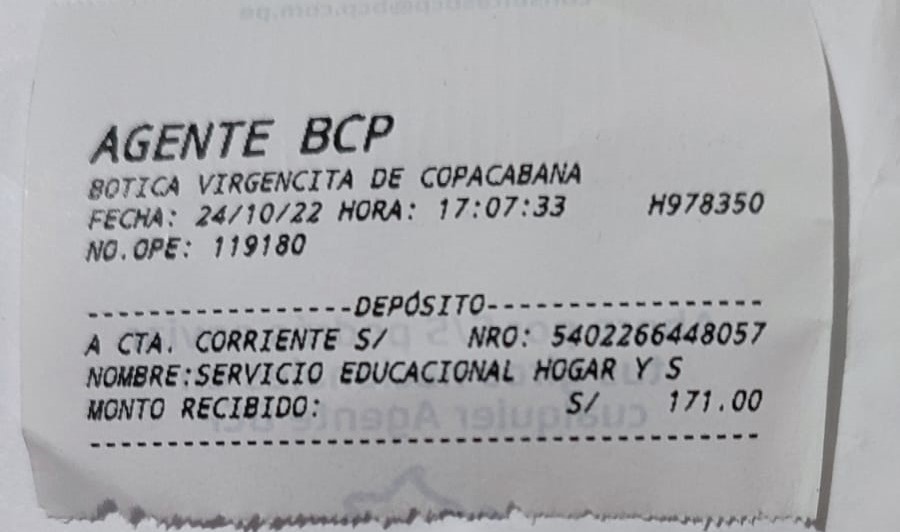 AGENTE BCP
BOTICA VIRGENCITA DE COPACABANA
FECHA: 24/10/22 HORA: 17:07:33 H978350
NO.OPE: 119180
-----------------DEPÓSITO-----------------
A CTA. CORRIENTE S/ NRO: 5402266448057
NOMBRE:SERVICIO EDUCACIONAL HOGAR Y S
MONTO RECIBIDO: S/ 171.00
------------------------------------------